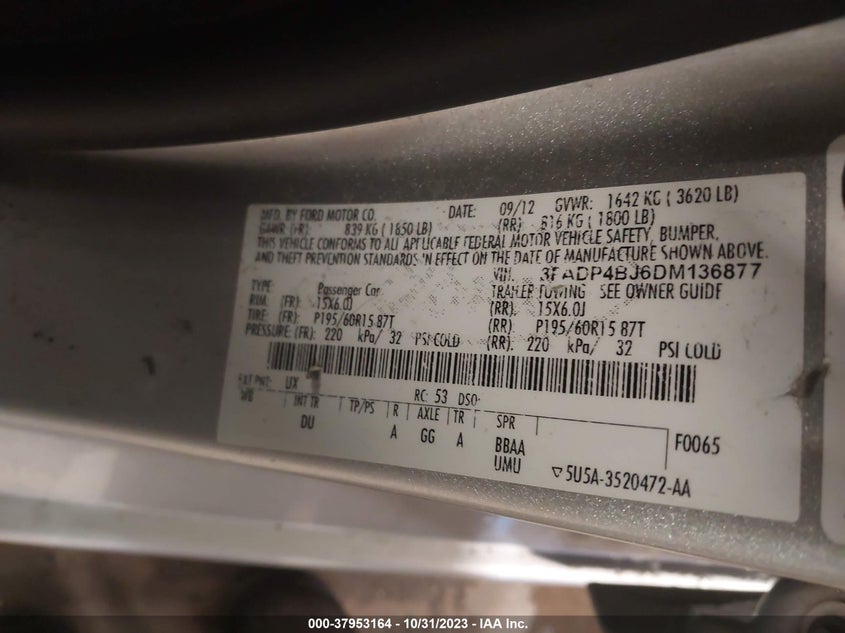 MFD. BY FORD MOTOR CO. DATE: 09/12 GVWR: 1642 KG ( 3620 LB)
GAWR (FR): 839 KG ( 1850 LB) (RR) 816 KG ( 1800 LB)
THIS VEHICLE CONFORMS TO ALL APPLICABLE FEDERAL MOTOR VEHICLE SAFETY, BUMPER,
AND THEFT PREVENTION STANDARDS IN EFFECT ON THE DATE OF MANUFACTURE SHOWN ABOVE.
VIN: 3FADP4BJ6DM136877
TYPE: Passenger Car TRAILER TOWING - SEE OWNER GUIDE
RIM: (FR): 15X6.0J (RR): 15X6.0J
TIRE: (FR): P195/60R15 87T (RR): P195/60R15 87T
PRESSURE: (FR): 220 kPa/ 32 PSI COLD (RR): 220 kPa/ 32 PSI COLD
EXT PNT: UX RC: 53 DSO:
WB INT TR TP/PS R AXLE TR SPR
DU A GG A BBAA F0065
UMU ▽5U5A-3520472-AA
000-37953164 - 10/31/2023 - IAA Inc.